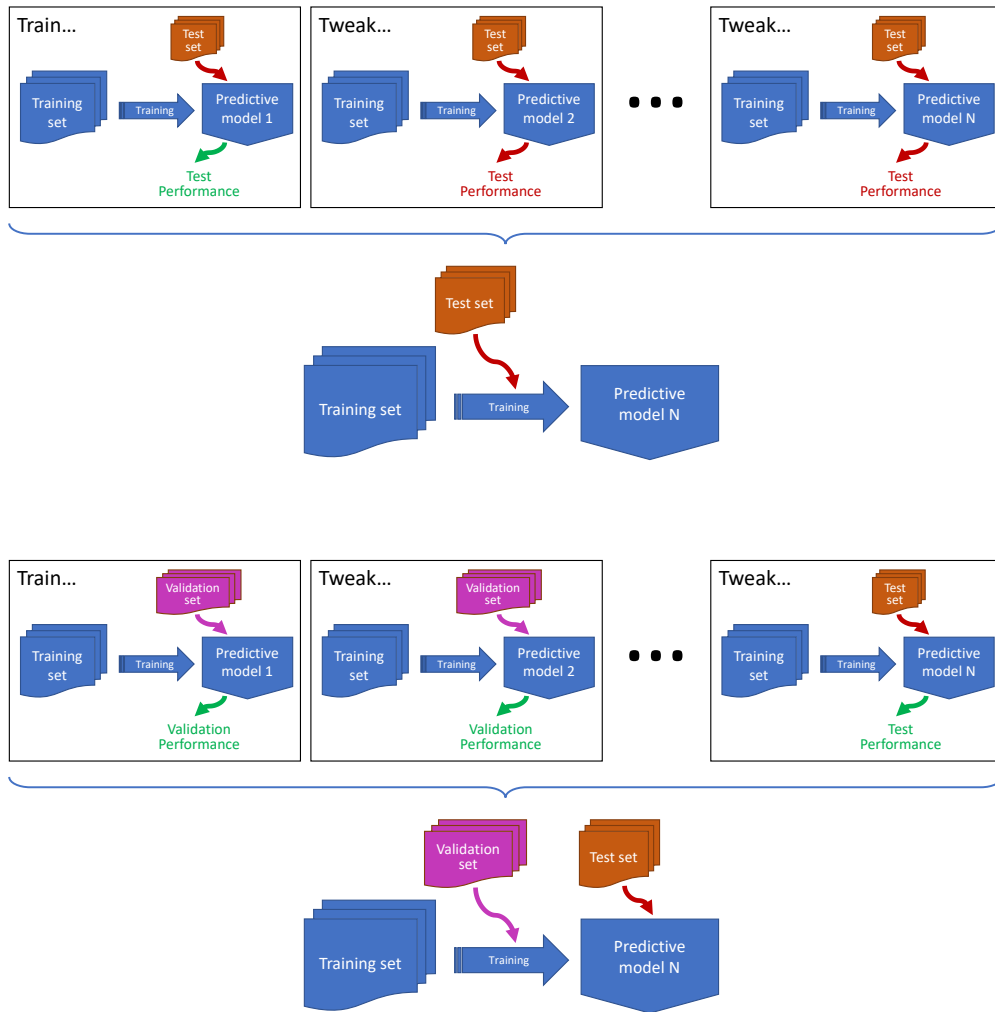 Train...
Test
set
Training
set
Training
Predictive
model 1
Test
Performance
Tweak...
Test
set
Training
set
Training
Predictive
model 2
Test
Performance
Tweak...
Test
set
Training
set
Training
Predictive
model N
Test
Performance
Test set
Training set
Training
Predictive
model N
Train...
Validation
set
Training
set
Training
Predictive
model 1
Validation
Performance
Tweak...
Validation
set
Training
set
Training
Predictive
model 2
Validation
Performance
Tweak...
Test
set
Training
set
Training
Predictive
model N
Test
Performance
Validation
set
Test set
Training set
Training
Predictive
model N